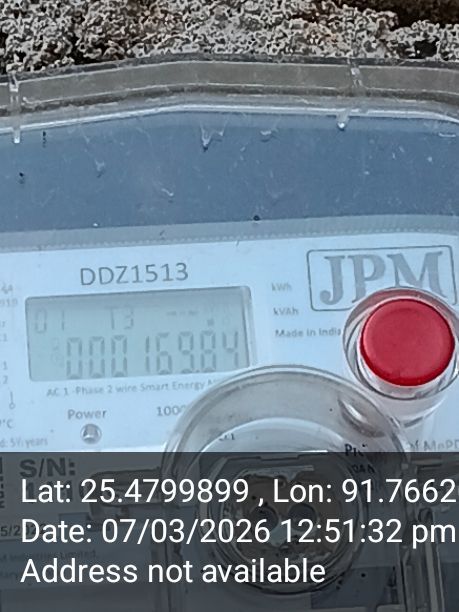 DDZ1513
JPM
kWh
kVAh
01 T3
00016984
Made in India
AC 1 -Phase 2 wire Smart Energy
Power
100
S/N:
Lat: 25.4799899 , Lon: 91.7662
Date: 07/03/2026 12:51:32 pm
Address not available